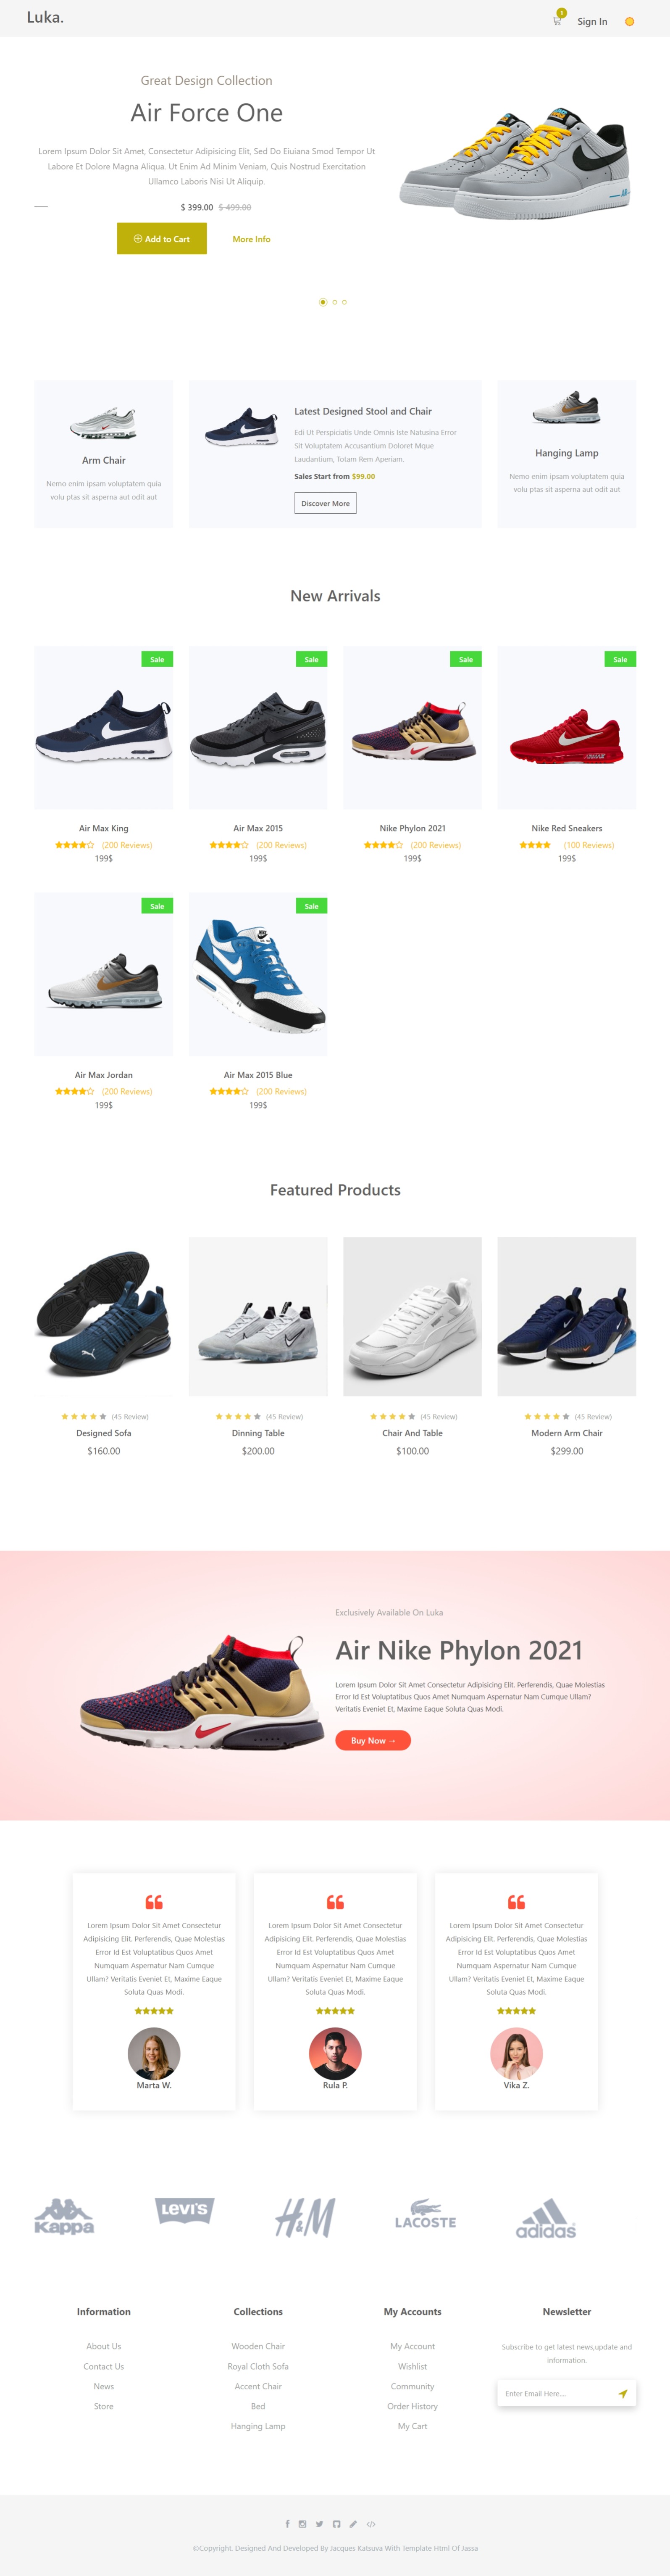 Luka.
1
Sign In
Great Design Collection
Air Force One
Lorem Ipsum Dolor Sit Amet, Consectetur Adipisicing Elit, Sed Do Eiuiana Smod Tempor Ut
Labore Et Dolore Magna Aliqua. Ut Enim Ad Minim Veniam, Quis Nostrud Exercitation
Ullamco Laboris Nisi Ut Aliquip.
$ 399.00 $ 499.00
Add to Cart
More Info
Arm Chair
Nemo enim ipsam voluptatem quia
volu ptas sit asperna aut odit aut
Latest Designed Stool and Chair
Edi Ut Perspiciatis Unde Omnis Iste Natusina Error
Sit Voluptatem Accusantium Doloret Mque
Laudantium, Totam Rem Aperiam.
Sales Start from $99.00
Discover More
Hanging Lamp
Nemo enim ipsam voluptatem quia
volu ptas sit asperna aut odit aut
New Arrivals
Sale
Sale
Sale
Sale
Air Max King
(200 Reviews)
199$
Air Max 2015
(200 Reviews)
199$
Nike Phylon 2021
(200 Reviews)
199$
Nike Red Sneakers
(100 Reviews)
199$
Sale
Sale
Air Max Jordan
(200 Reviews)
199$
Air Max 2015 Blue
(200 Reviews)
199$
Featured Products
(45 Review)
Designed Sofa
$160.00
(45 Review)
Dinning Table
$200.00
(45 Review)
Chair And Table
$100.00
(45 Review)
Modern Arm Chair
$299.00
Exclusively Available On Luka
Air Nike Phylon 2021
Lorem Ipsum Dolor Sit Amet Consectetur Adipisicing Elit. Perferendis, Quae Molestias
Error Id Est Voluptatibus Quos Amet Numquam Aspernatur Nam Cumque Ullam?
Veritatis Eveniet Et, Maxime Eaque Soluta Quas Modi.
Buy Now →
Lorem Ipsum Dolor Sit Amet Consectetur
Adipisicing Elit. Perferendis, Quae Molestias
Error Id Est Voluptatibus Quos Amet
Numquam Aspernatur Nam Cumque
Ullam? Veritatis Eveniet Et, Maxime Eaque
Soluta Quas Modi.
Marta W.
Lorem Ipsum Dolor Sit Amet Consectetur
Adipisicing Elit. Perferendis, Quae Molestias
Error Id Est Voluptatibus Quos Amet
Numquam Aspernatur Nam Cumque
Ullam? Veritatis Eveniet Et, Maxime Eaque
Soluta Quas Modi.
Rula P.
Lorem Ipsum Dolor Sit Amet Consectetur
Adipisicing Elit. Perferendis, Quae Molestias
Error Id Est Voluptatibus Quos Amet
Numquam Aspernatur Nam Cumque
Ullam? Veritatis Eveniet Et, Maxime Eaque
Soluta Quas Modi.
Vika Z.
Kappa
LEVI'S
H&M
LACOSTE
adidas
Information
About Us
Contact Us
News
Store
Collections
Wooden Chair
Royal Cloth Sofa
Accent Chair
Bed
Hanging Lamp
My Accounts
My Account
Wishlist
Community
Order History
My Cart
Newsletter
Subscribe to get latest news,update and
information.
Enter Email Here....
©Copyright. Designed And Developed By Jacques Katsuva With Template Html Of Jassa